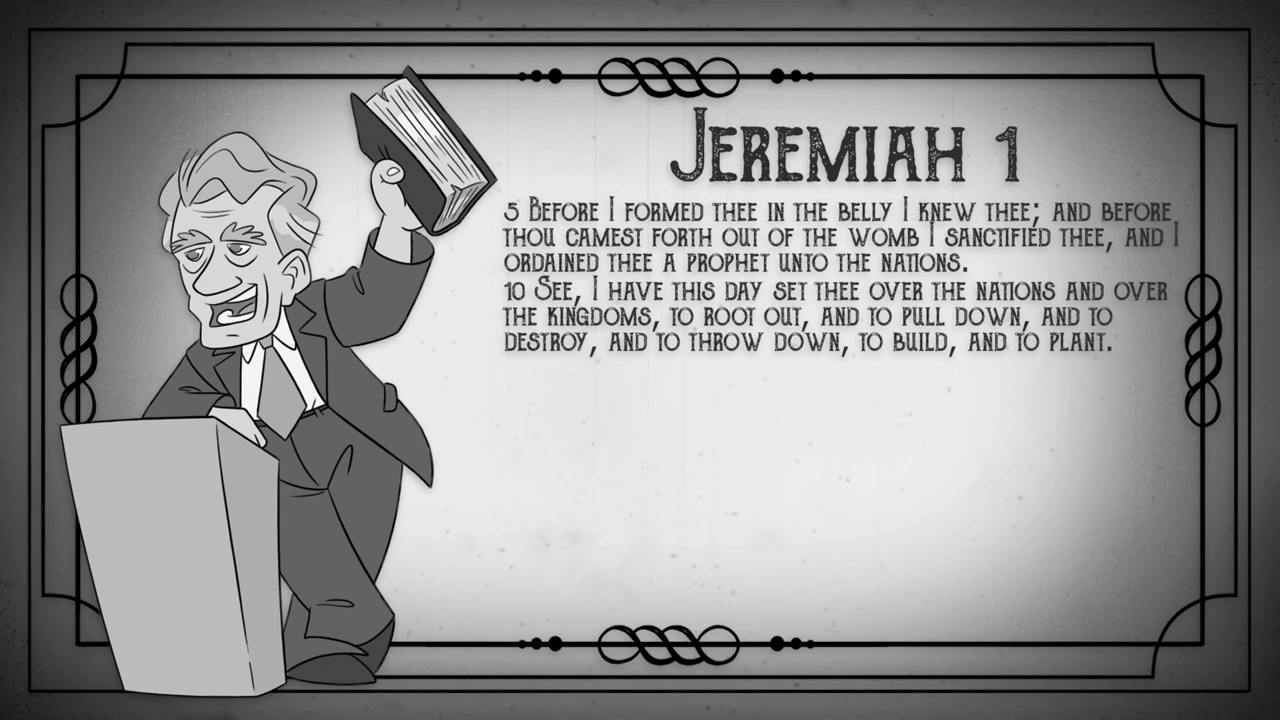 Jeremiah 1
5 Before I formed thee in the belly I knew thee; and before
thou camest forth out of the womb I sanctified thee, and I
ordained thee a prophet unto the nations.
10 See, I have this day set thee over the nations and over
the kingdoms, to root out, and to pull down, and to
destroy, and to throw down, to build, and to plant.